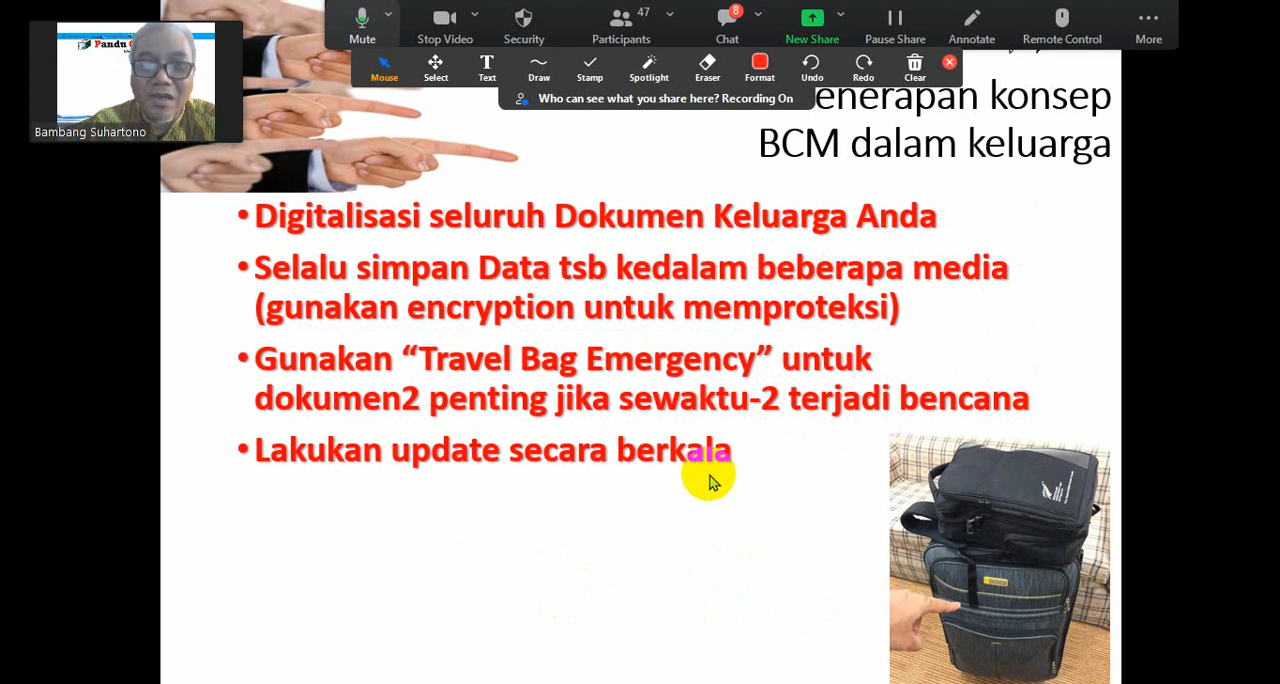 47
8
Mute
Stop Video
Security
Participants
Chat
New Share
Pause Share
Annotate
Remote Control
More
Mouse
Select
Text
Draw
Stamp
Spotlight
Eraser
Format
Undo
Redo
Clear
Who can see what you share here? Recording On
Pandu
Bambang Suhartono
enerapan konsep
BCM dalam keluarga
•Digitalisasi seluruh Dokumen Keluarga Anda
•Selalu simpan Data tsb kedalam beberapa media
(gunakan encryption untuk memproteksi)
•Gunakan “Travel Bag Emergency” untuk
dokumen2 penting jika sewaktu-2 terjadi bencana
•Lakukan update secara berkala